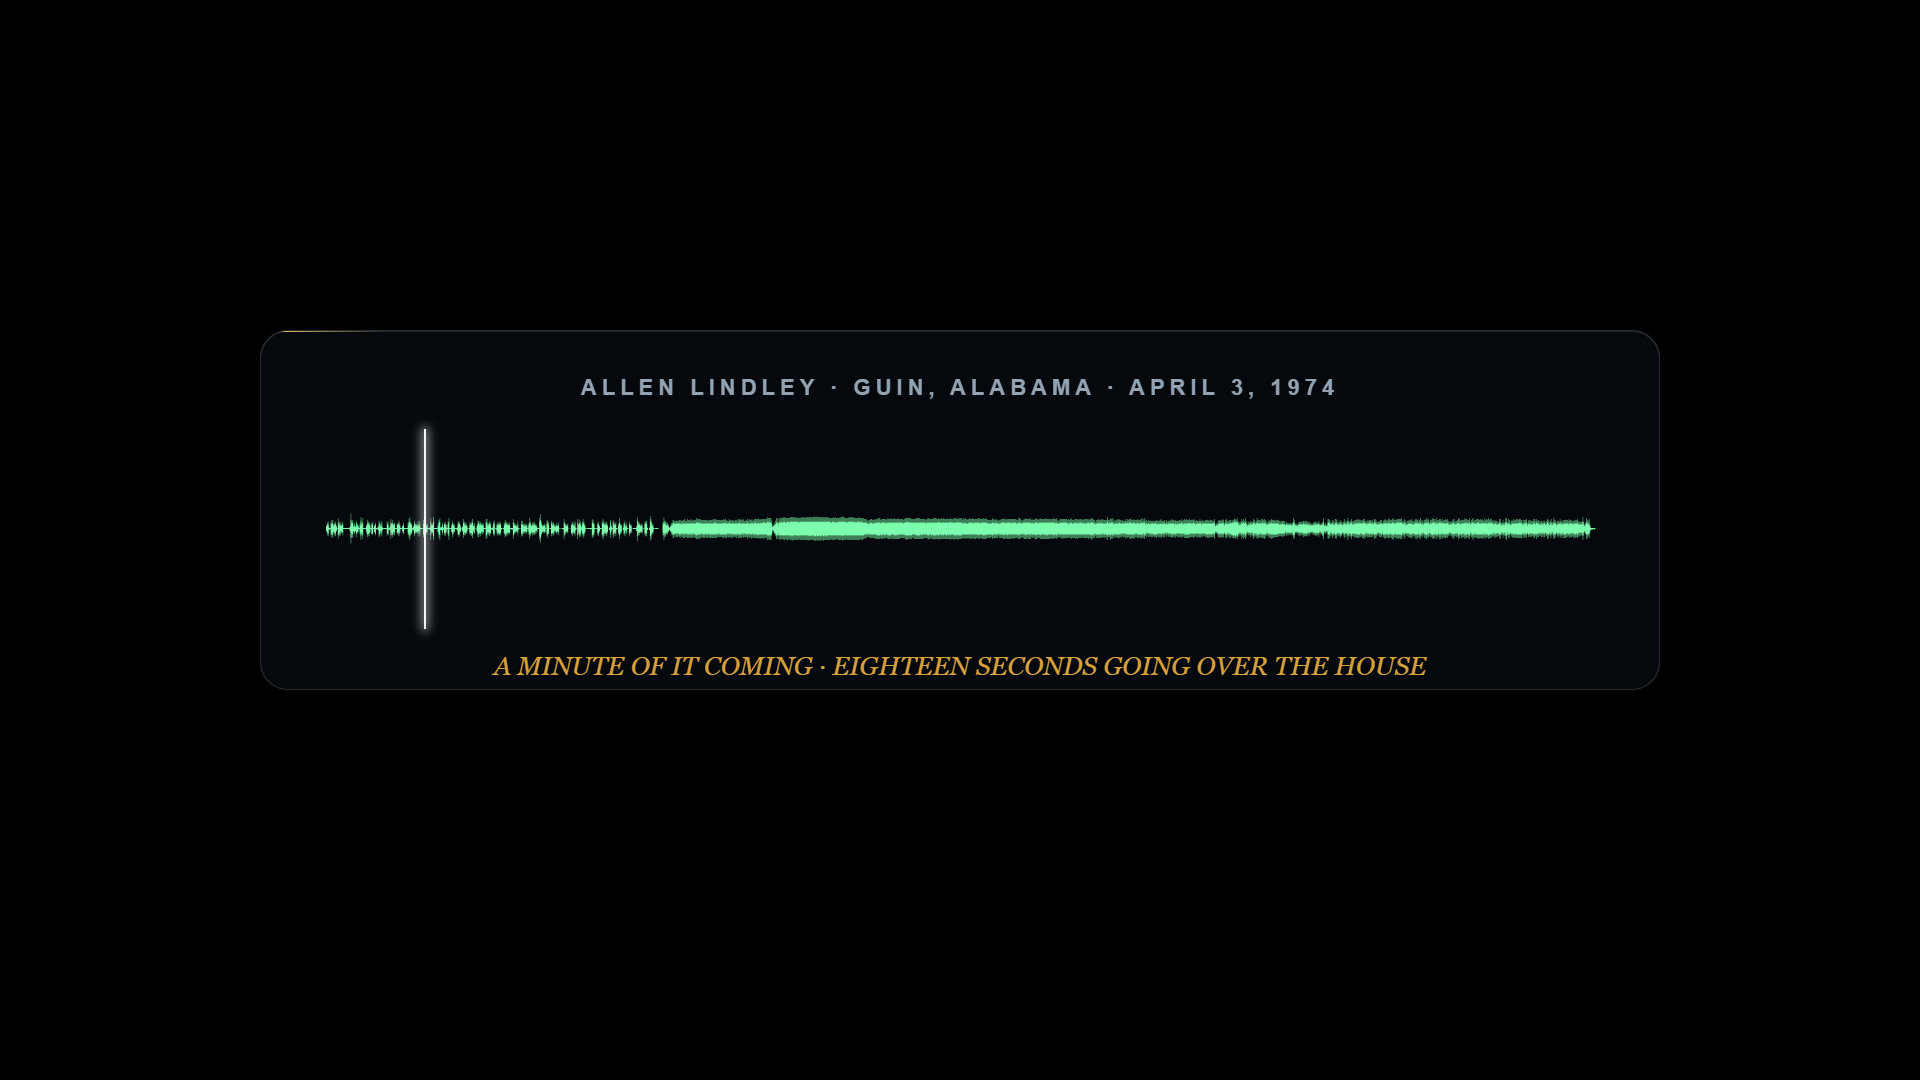 ALLEN LINDLEY · GUIN, ALABAMA · APRIL 3, 1974
A MINUTE OF IT COMING · EIGHTEEN SECONDS GOING OVER THE HOUSE